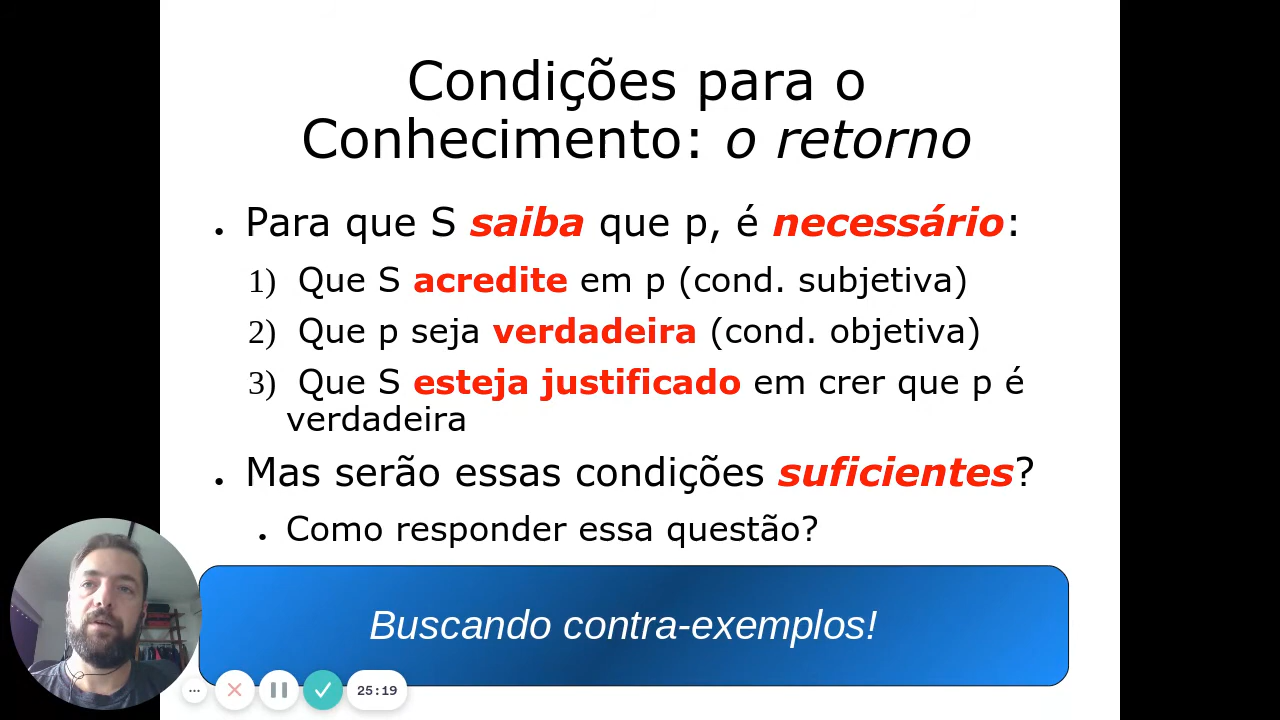 Condições para o
Conhecimento: o retorno
• Para que S saiba que p, é necessário:
1) Que S acredite em p (cond. subjetiva)
2) Que p seja verdadeira (cond. objetiva)
3) Que S esteja justificado em crer que p é
verdadeira
• Mas serão essas condições suficientes?
• Como responder essa questão?
Buscando contra-exemplos!
25:19